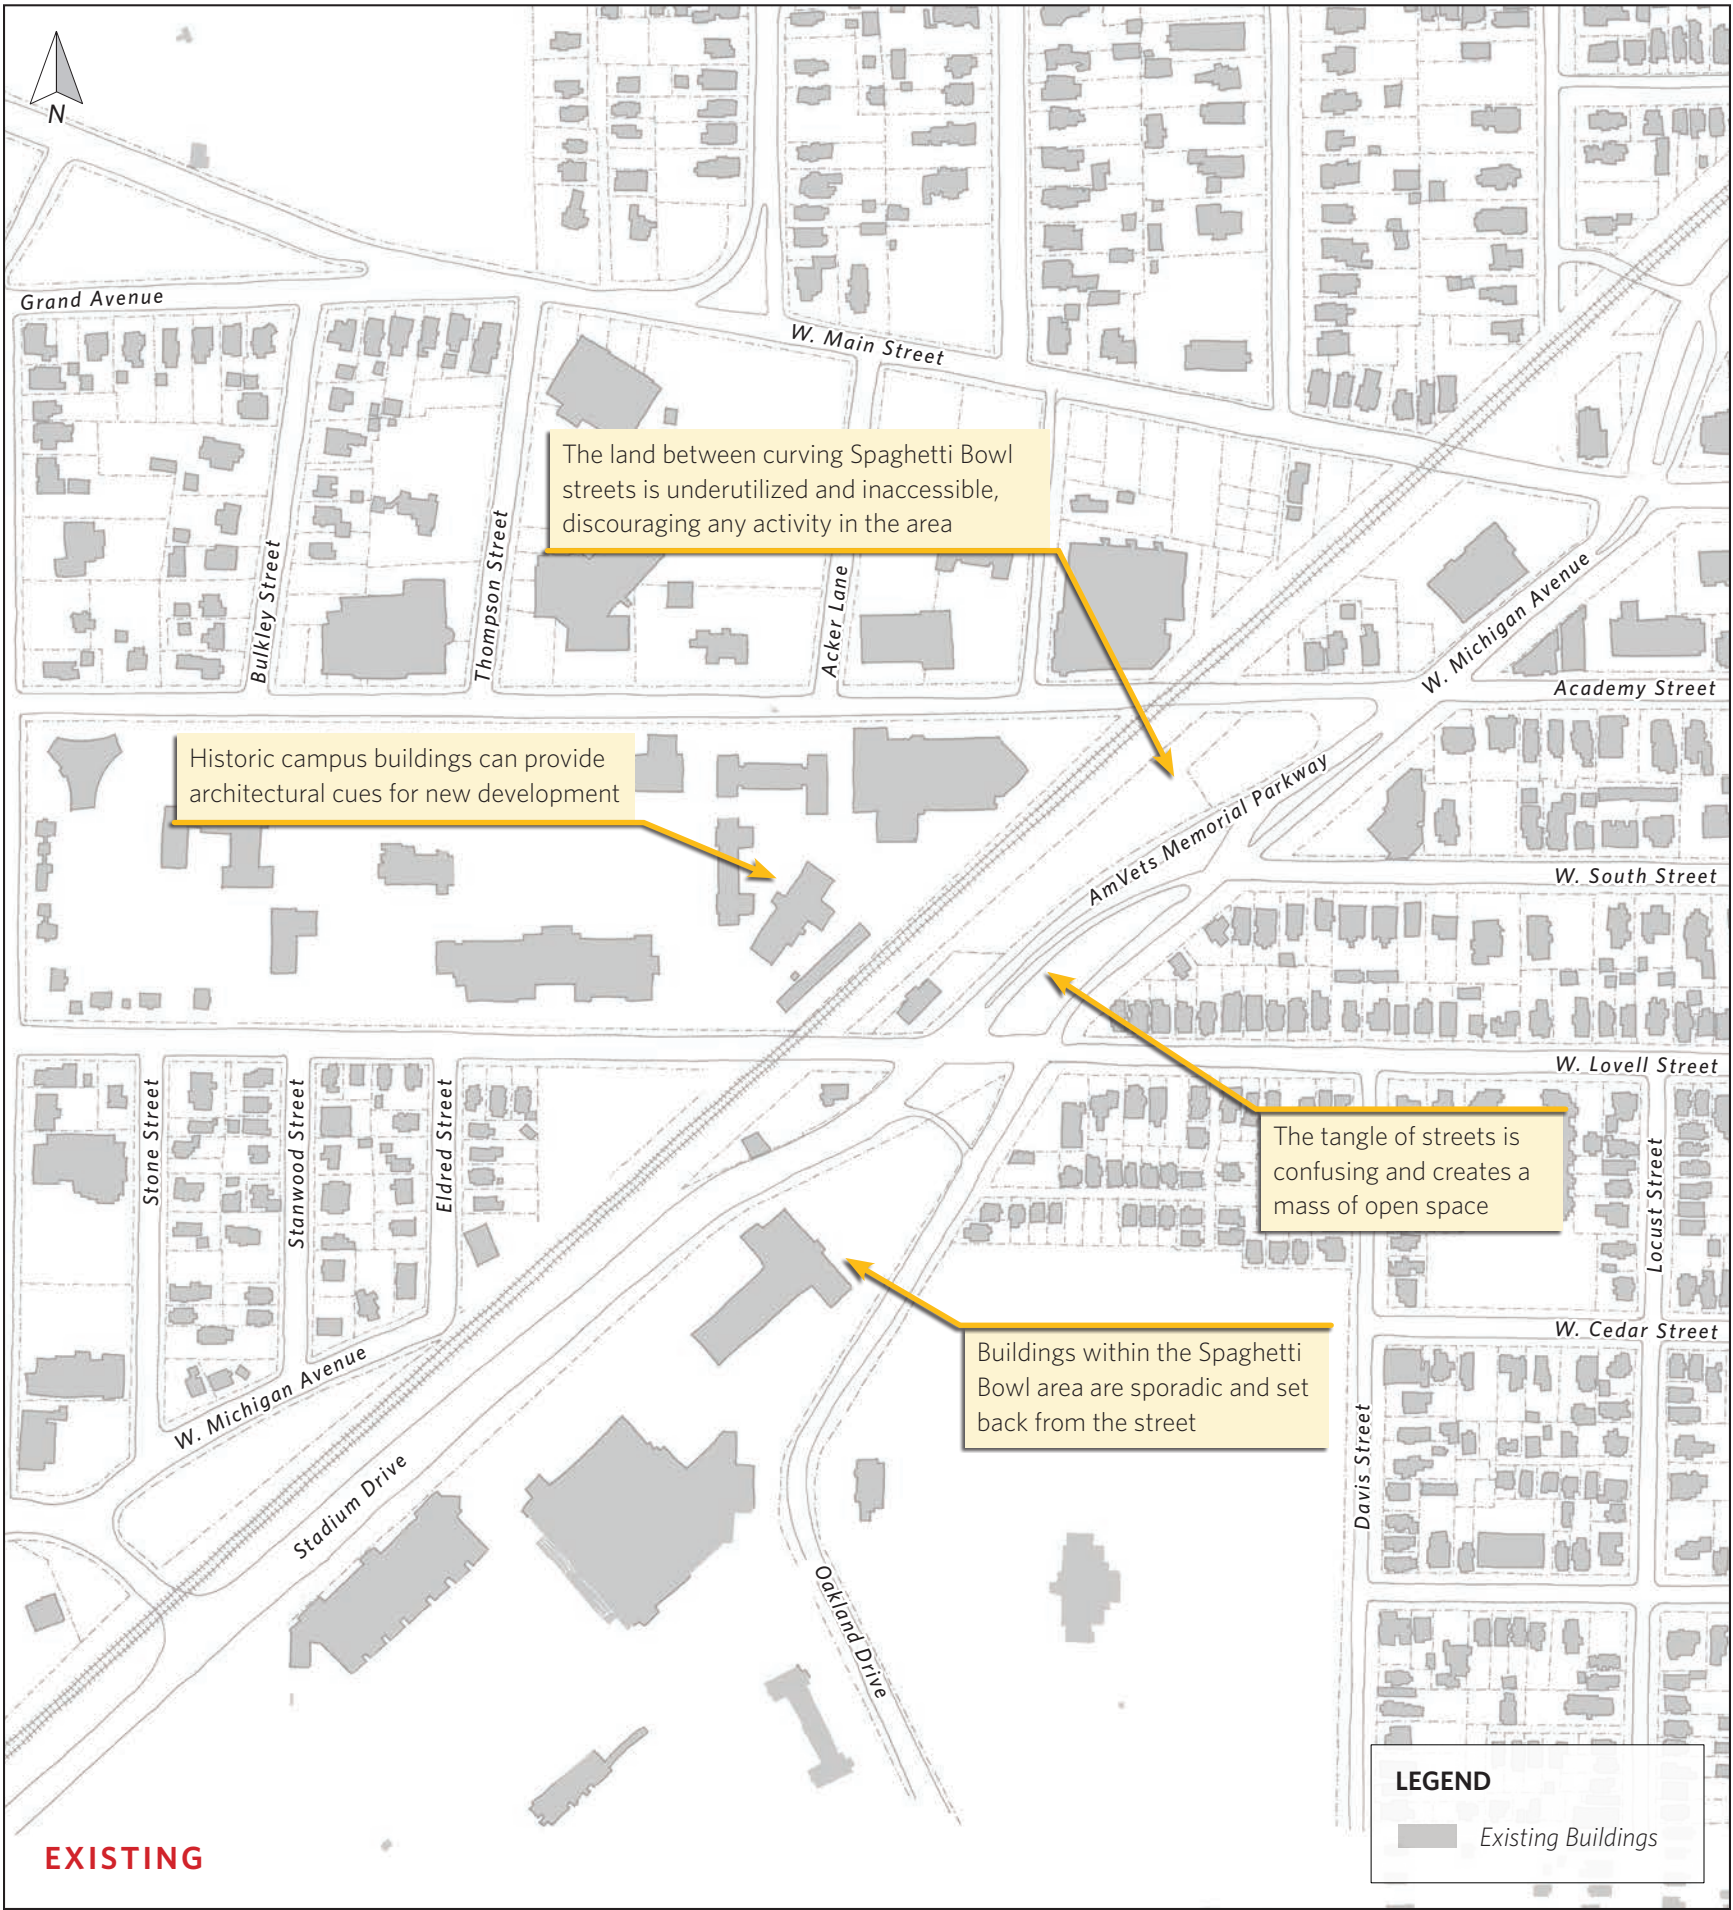 N
Grand Avenue
W. Main Street
The land between curving Spaghetti Bowl
streets is underutilized and inaccessible,
discouraging any activity in the area
Bulkley Street
Thompson Street
Acker Lane
W. Michigan Avenue
Academy Street
Historic campus buildings can provide
architectural cues for new development
AmVets Memorial Parkway
W. South Street
W. Lovell Street
Stone Street
Stanwood Street
Eldred Street
The tangle of streets is
confusing and creates a
mass of open space
Locust Street
W. Cedar Street
Buildings within the Spaghetti
Bowl area are sporadic and set
back from the street
W. Michigan Avenue
Stadium Drive
Davis Street
Oakland Drive
LEGEND
Existing Buildings
EXISTING